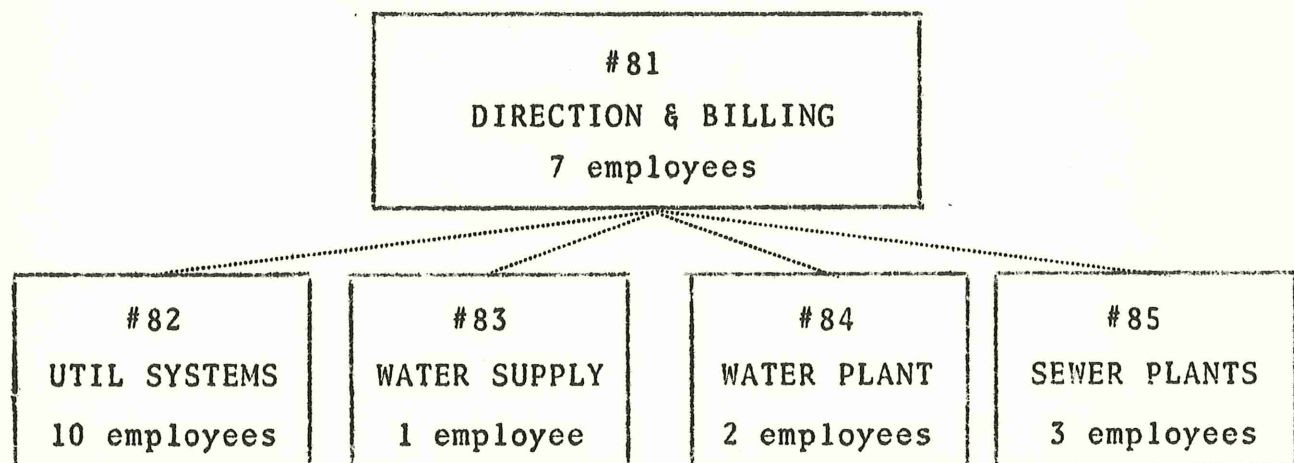 #81
DIRECTION & BILLING
7 employees
#82
UTIL SYSTEMS
10 employees
#83
WATER SUPPLY
1 employee
#84
WATER PLANT
2 employees
#85
SEWER PLANTS
3 employees